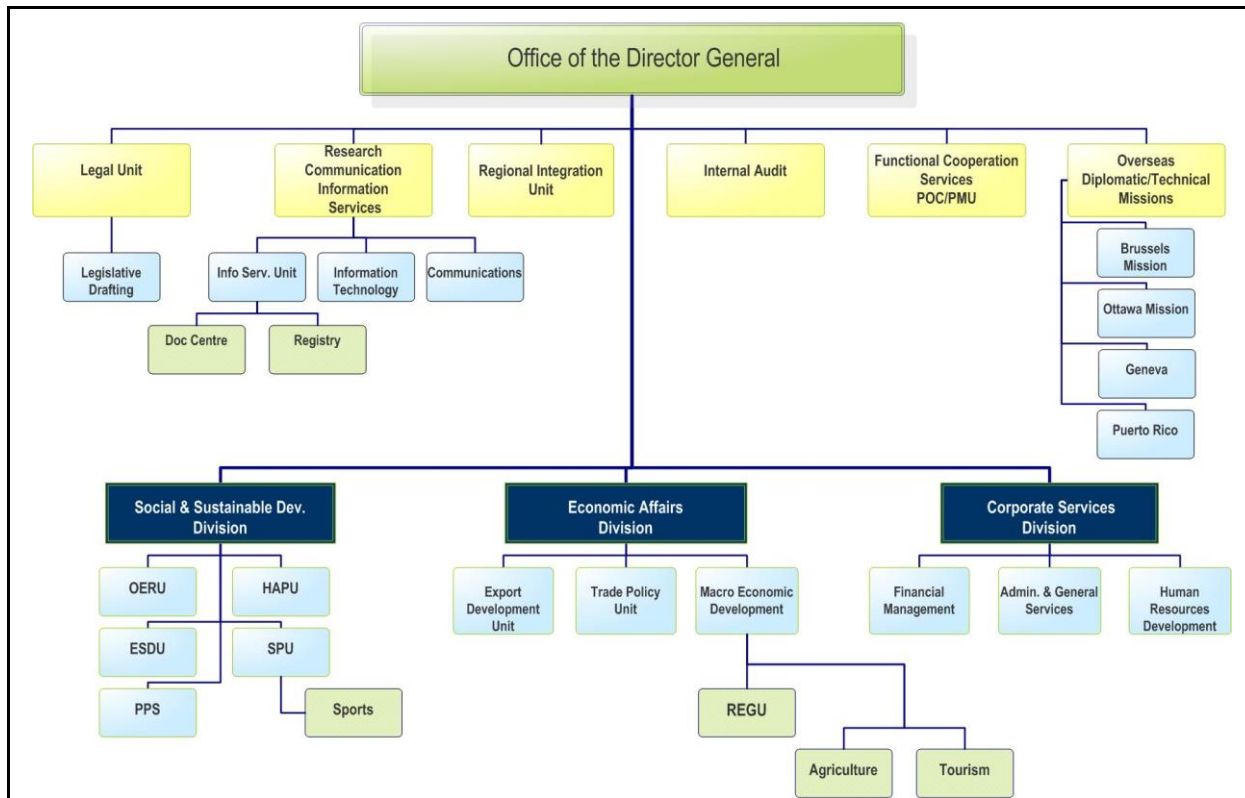 Office of the Director General
Legal Unit
Research
Communication
Information
Services
Regional Integration
Unit
Internal Audit
Functional Cooperation
Services
POC/PMU
Overseas
Diplomatic/Technical
Missions
Legislative
Drafting
Info Serv. Unit
Information
Technology
Communications
Brussels
Mission
Doc Centre
Registry
Ottawa Mission
Geneva
Puerto Rico
Social & Sustainable Dev.
Division
Economic Affairs
Division
Corporate Services
Division
OERU
HAPU
Export
Development
Unit
Trade Policy
Unit
Macro Economic
Development
Financial
Management
Admin. & General
Services
Human
Resources
Development
ESDU
SPU
PPS
Sports
REGU
Agriculture
Tourism